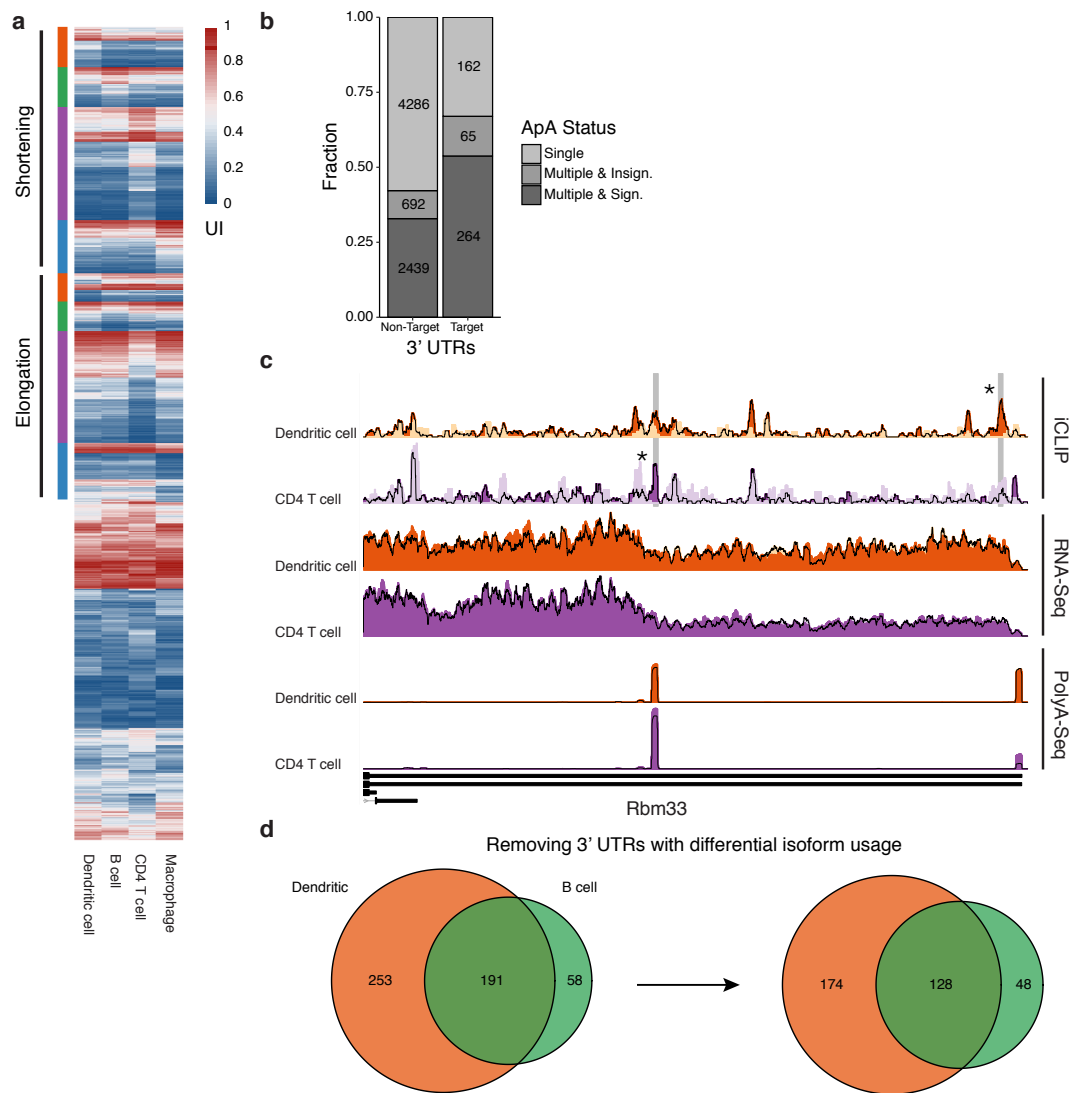 a
Shortening
Elongation
1
0.8
0.6
0.4
0.2
0
UI
Dendritic cell
B cell
CD4 T cell
Macrophage
b
Fraction
1.00
0.75
0.50
0.25
0.00
4286
692
2439
162
65
264
Non-Target
Target
3' UTRs
ApA Status
Single
Multiple & Insign.
Multiple & Sign.
c
*
Dendritic cell
*
CD4 T cell
iCLIP
Dendritic cell
CD4 T cell
RNA-Seq
Dendritic cell
CD4 T cell
PolyA-Seq
Rbm33
d
Removing 3' UTRs with differential isoform usage
Dendritic
B cell
253
191
58
174
128
48